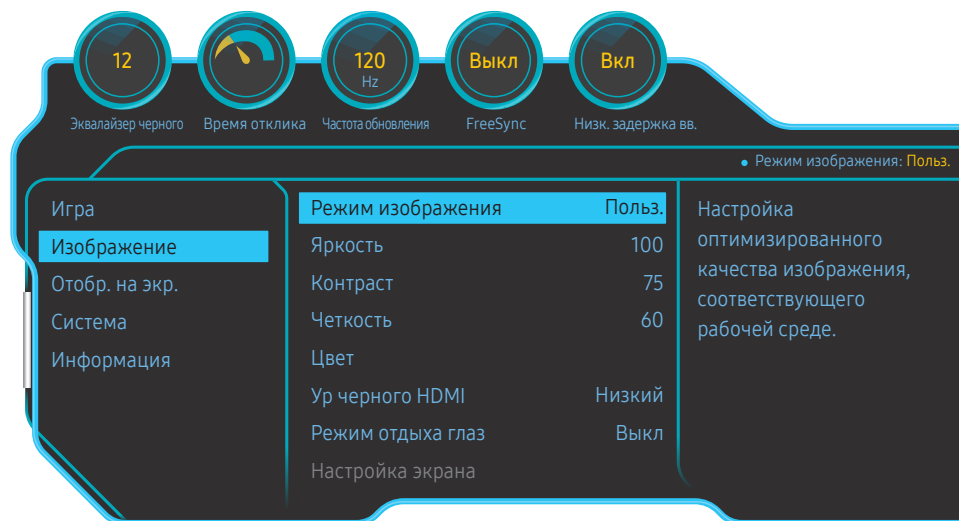 12
120
Hz
Выкл
Вкл
Эквалайзер черного
Время отклика
Частота обновления
FreeSync
Низк. задержка вв.
Режим изображения: Польз.
Игра
Изображение
Отобр. на экр.
Система
Информация
Режим изображения Польз.
Яркость 100
Контраст 75
Четкость 60
Цвет
Ур черного HDMI Низкий
Режим отдыха глаз Выкл
Настройка экрана
Настройка
оптимизированного
качества изображения,
соответствующего
рабочей среде.